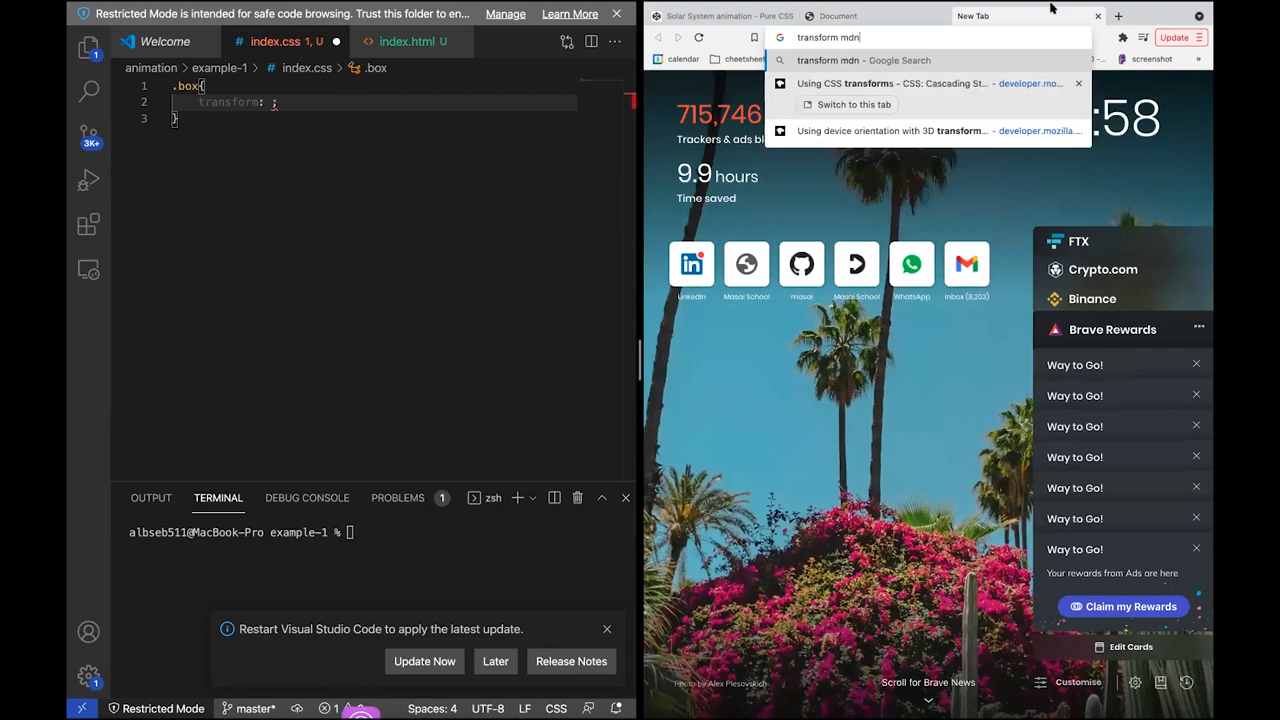 Restricted Mode is intended for safe code browsing. Trust this folder to en... Manage Learn More
Welcome
index.css 1, U
index.html U
animation > example-1 > # index.css > .box
1 .box{
2 transform: ;
3 }
1
3K+
1
OUTPUT TERMINAL DEBUG CONSOLE PROBLEMS 1 zsh
albseb511@MacBook-Pro example-1 %
Restart Visual Studio Code to apply the latest update.
Update Now Later Release Notes
Restricted Mode master* Spaces: 4 UTF-8 LF CSS
Solar System animation - Pure CSS
Document
New Tab
transform mdn
Update
calendar cheetsheet
screenshot
transform mdn - Google Search
Using CSS transforms - CSS: Cascading St... - developer.mo...
Switch to this tab
Using device orientation with 3D transform... - developer.mozilla....
715,746
Trackers & ads bl
:58
9.9 hours
Time saved
LinkedIn Masai School masai Masai School WhatsApp Inbox (8,203)
FTX
Crypto.com
Binance
Brave Rewards
Way to Go!
Way to Go!
Way to Go!
Way to Go!
Way to Go!
Way to Go!
Way to Go!
Your rewards from Ads are here
Claim my Rewards
Edit Cards
Photo by Alex Plesovskich
Scroll for Brave News
Customise